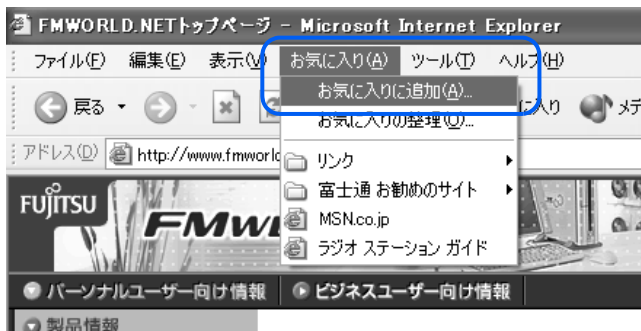 FMWORLD.NETトップページ - Microsoft Internet Explorer
ファイル(F) 編集(E) 表示(V) お気に入り(A) ツール(T) ヘルプ(H)
お気に入りに追加(A)...
戻る
に入り
お気に入りの整理(O)...
アドレス(D) http://www.fmworl
リンク
富士通 お勧めのサイト
MSN.co.jp
ラジオ ステーション ガイド
FUJITSU
FMW
パーソナルユーザー向け情報 ビジネスユーザー向け情報
製品情報